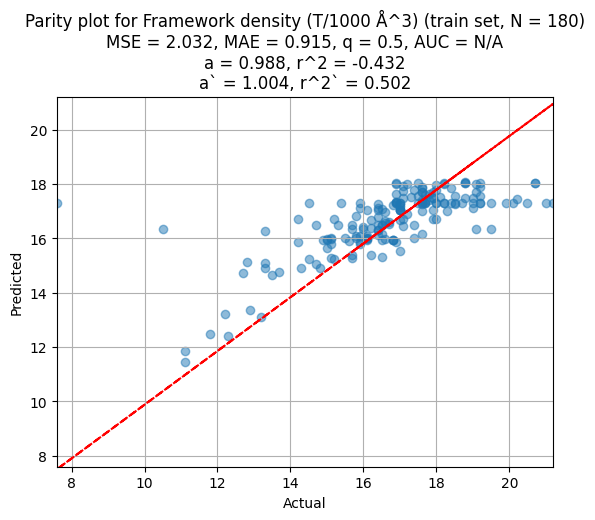 Parity plot for Framework density (T/1000 Å^3) (train set, N = 180)
MSE = 2.032, MAE = 0.915, q = 0.5, AUC = N/A
a = 0.988, r^2 = -0.432
a` = 1.004, r^2` = 0.502
20
18
16
14
12
10
8
Predicted
8
10
12
14
16
18
20
Actual